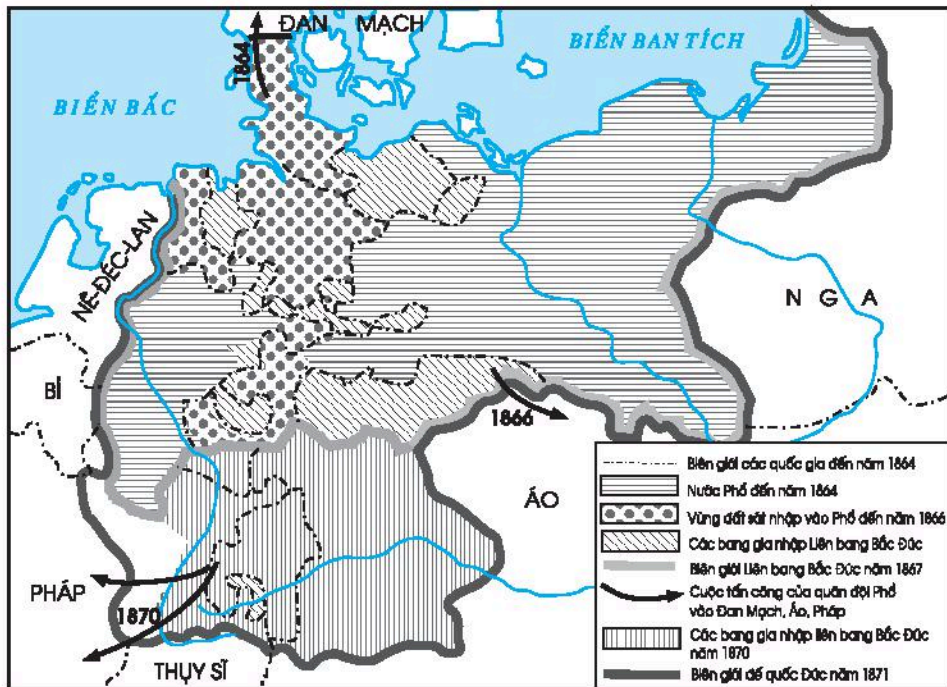 ĐAN MẠCH
BIỂN BAN TÍCH
1864
BIỂN BẮC
NÊ-ĐÉC-LAN
NGA
BỈ
1866
ÁO
PHÁP
1870
THỤY SĨ
Biên giới các quốc gia đến năm 1864
Nước Phổ đến năm 1864
Vùng đất sát nhập vào Phổ đến năm 1866
Các bang gia nhập Liên bang Bắc Đức
Biên giới Liên bang Bắc Đức năm 1867
Cuộc tấn công của quân đội Phổ
vào Đan Mạch, Áo, Pháp
Các bang gia nhập liên bang Bắc Đức
năm 1870
Biên giới đế quốc Đức năm 1871